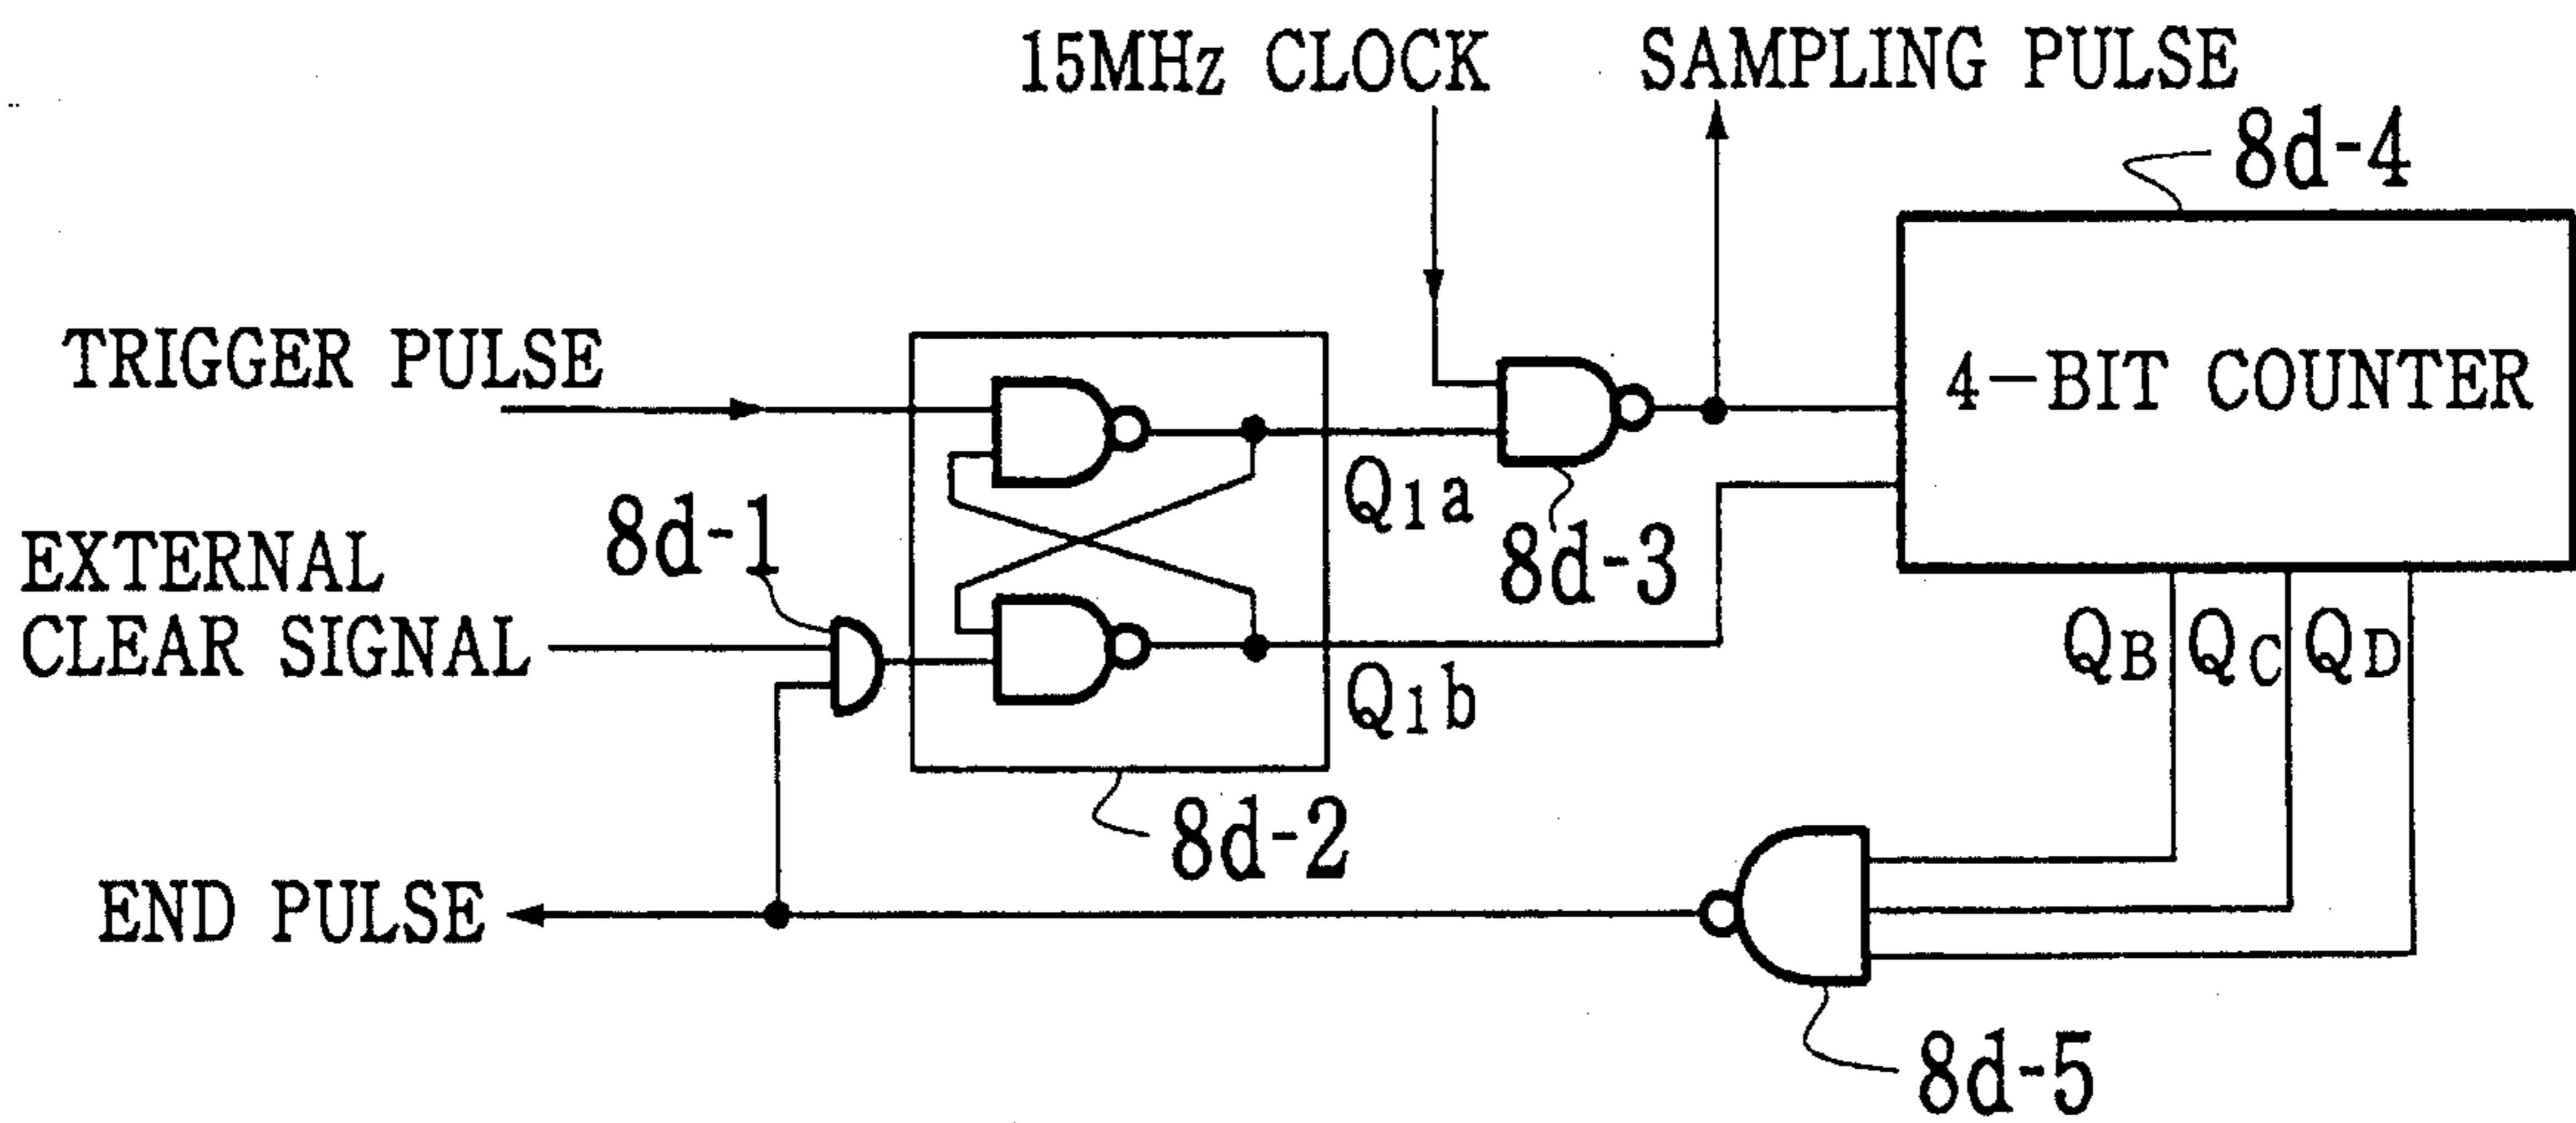 15MHz CLOCK
SAMPLING PULSE
8d-4
TRIGGER PULSE
4-BIT COUNTER
Q1a
8d-1
8d-3
EXTERNAL
CLEAR SIGNAL
QB QC QD
Q1b
8d-2
END PULSE
8d-5